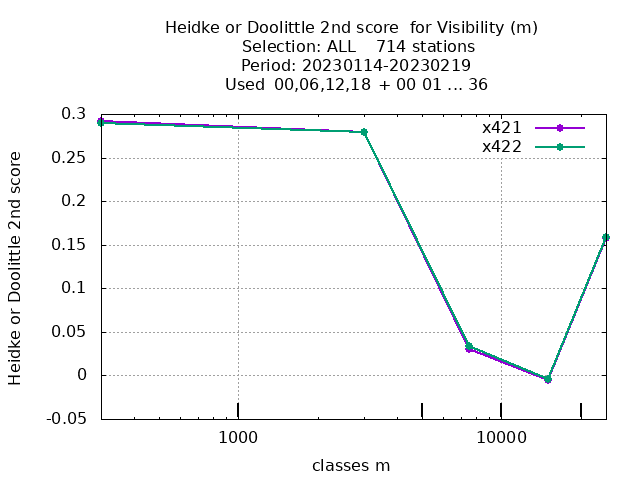 Heidke or Doolittle 2nd score  for Visibility (m)
Selection: ALL    714 stations
Period: 20230114-20230219
Used  00,06,12,18  + 00 01 ... 36
x421
x422
0.3
0.25
0.2
0.15
0.1
0.05
0
-0.05
Heidke or Doolittle 2nd score
1000
10000
classes m